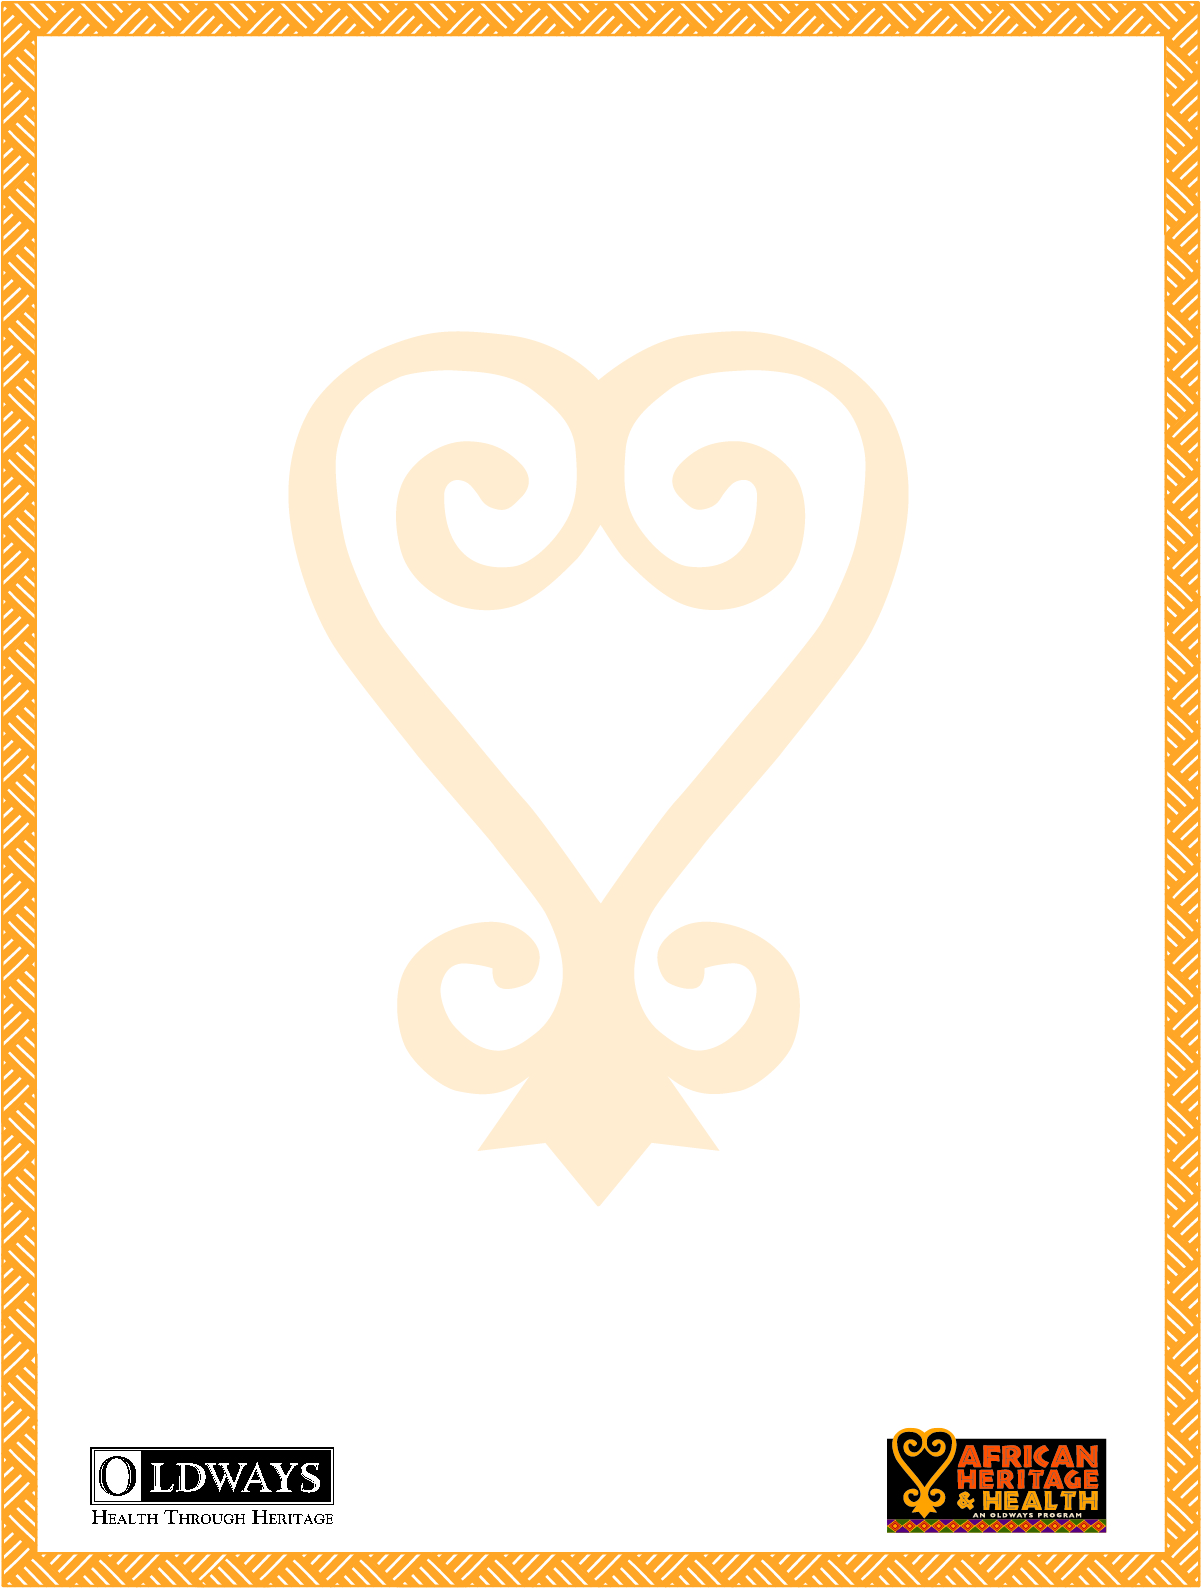 OLDWAYS
HEALTH THROUGH HERITAGE
AFRICAN
HERITAGE
& HEALTH
AN OLDWAYS PROGRAM